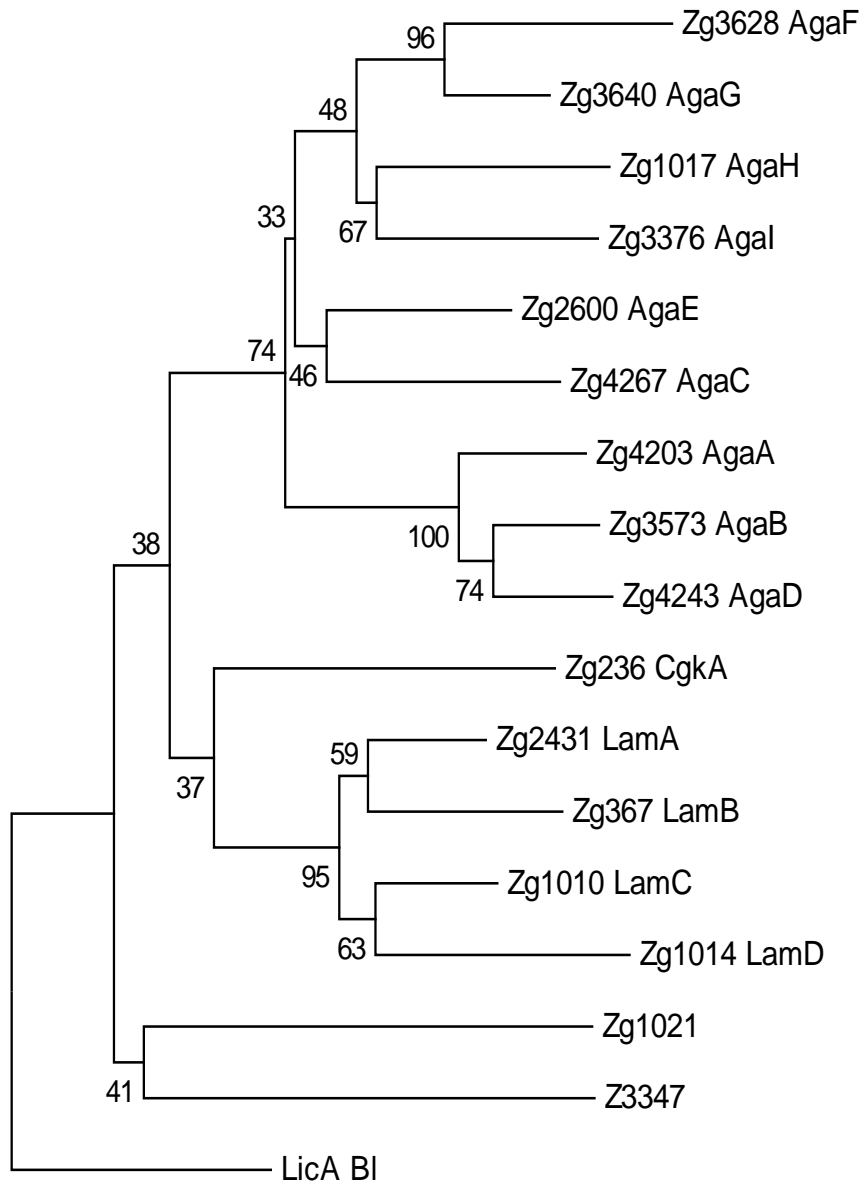 96
Zg3628 AgaF
Zg3640 AgaG
48
Zg1017 AgaH
33
67
Zg3376 AgaI
Zg2600 AgaE
74
46
Zg4267 AgaC
Zg4203 AgaA
100
Zg3573 AgaB
38
74
Zg4243 AgaD
Zg236 CgkA
59
Zg2431 LamA
37
Zg367 LamB
95
Zg1010 LamC
63
Zg1014 LamD
Zg1021
41
Z3347
LicA Bl